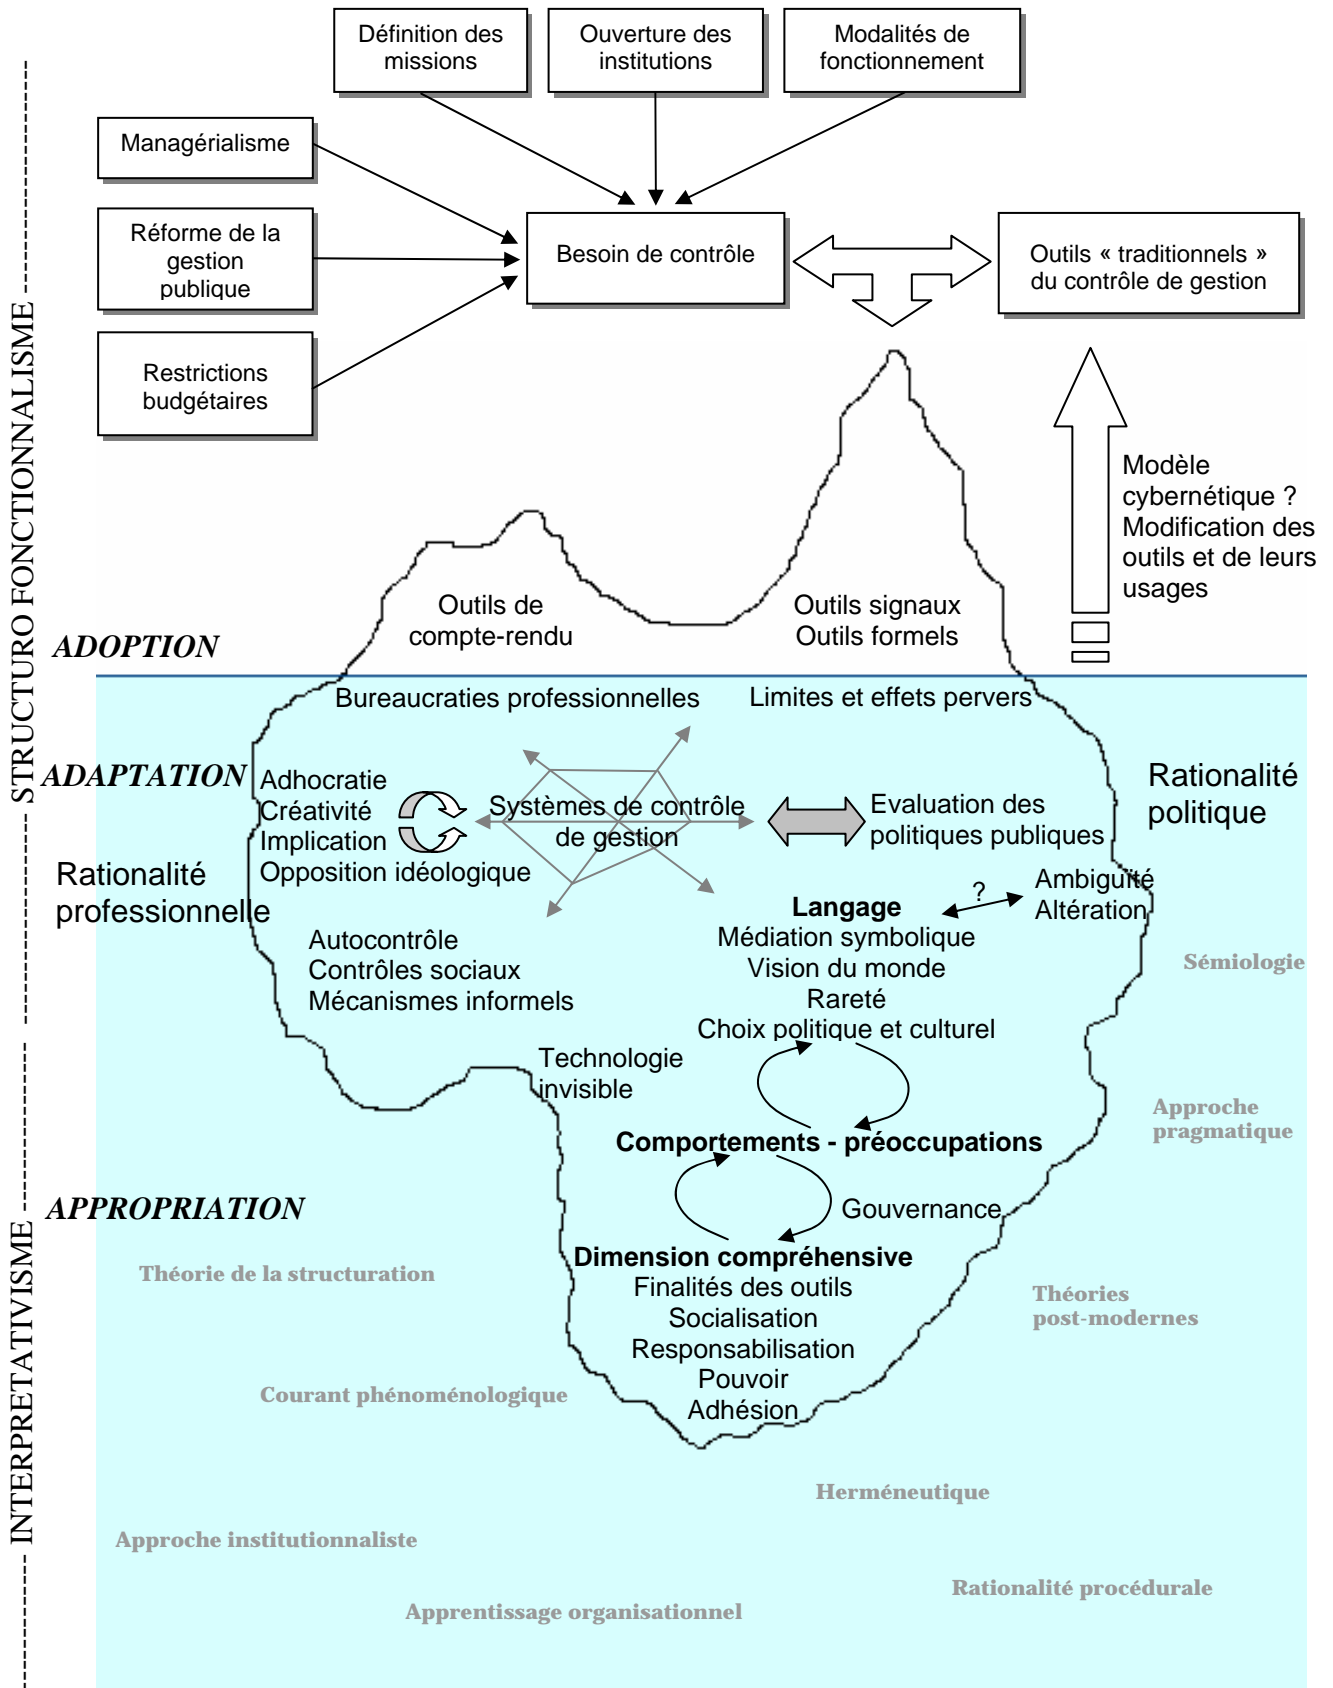 Définition des
missions
Ouverture des
institutions
Modalités de
fonctionnement
Managérialisme
Réforme de la
gestion
publique
Restrictions
budgétaires
Besoin de contrôle
Outils « traditionnels »
du contrôle de gestion
STRUCTURO FONCTIONNALISME
INTERPRETATIVISME
Modèle
cybernétique ?
Modification des
outils et de leurs
usages
Outils de
compte-rendu
Outils signaux
Outils formels
ADOPTION
Bureaucraties professionnelles
Limites et effets pervers
ADAPTATION
Adhocratie
Créativité
Implication
Opposition idéologique
Systèmes de contrôle
de gestion
Evaluation des
politiques publiques
Rationalité
politique
Rationalité
professionnelle
?
Ambiguité
Altération
Langage
Médiation symbolique
Vision du monde
Rareté
Choix politique et culturel
Autocontrôle
Contrôles sociaux
Mécanismes informels
Sémiologie
Technologie
invisible
Approche
pragmatique
Comportements - préoccupations
APPROPRIATION
Gouvernance
Dimension compréhensive
Finalités des outils
Socialisation
Responsabilisation
Pouvoir
Adhésion
Théorie de la structuration
Théories
post-modernes
Courant phénoménologique
Herméneutique
Approche institutionnaliste
Rationalité procédurale
Apprentissage organisationnel